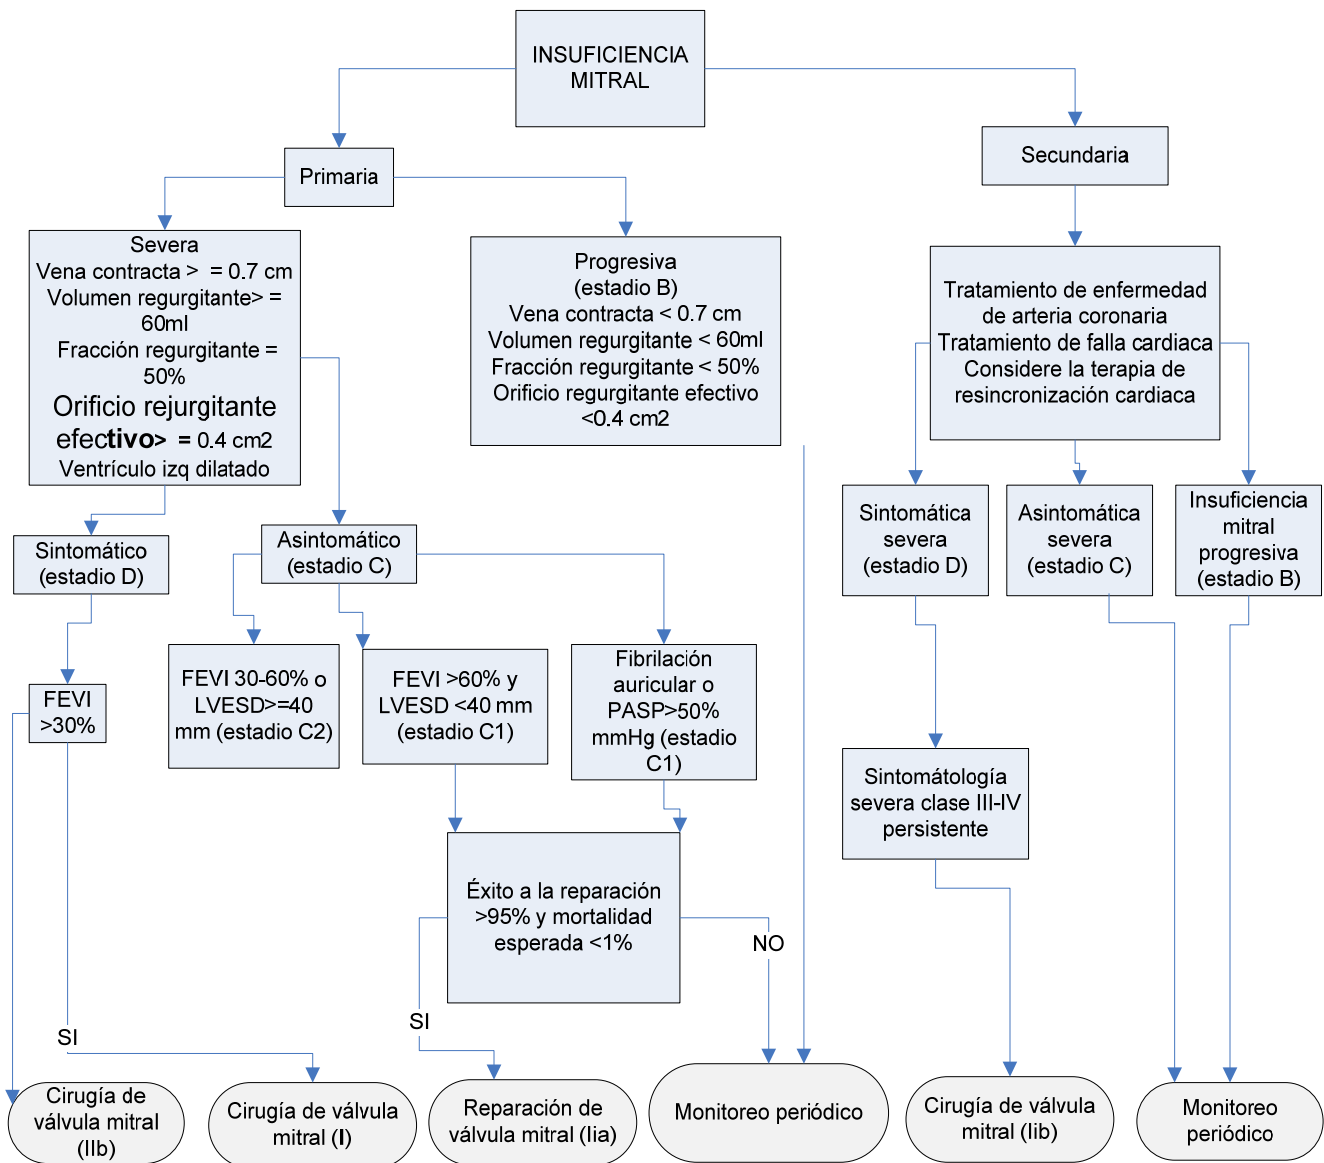 INSUFICIENCIA
MITRAL
Primaria
Secundaria
Severa
Vena contracta > = 0.7 cm
Volumen regurgitante> =
60ml
Fracción regurgitante =
50%
Orificio rejurgitante
efectivo> = 0.4 cm2
Ventrículo izq dilatado
Progresiva
(estadio B)
Vena contracta < 0.7 cm
Volumen regurgitante < 60ml
Fracción regurgitante < 50%
Orificio regurgitante efectivo
<0.4 cm2
Tratamiento de enfermedad
de arteria coronaria
Tratamiento de falla cardiaca
Considere la terapia de
resincronización cardiaca
Sintomático
(estadio D)
Asintomático
(estadio C)
Sintomática
severa
(estadio D)
Asintomática
severa
(estadio C)
Insuficiencia
mitral
progresiva
(estadio B)
FEVI
>30%
FEVI 30-60% o
LVESD>=40
mm (estadio C2)
FEVI >60% y
LVESD <40 mm
(estadio C1)
Fibrilación
auricular o
PASP>50%
mmHg (estadio
C1)
Sintomátología
severa clase III-IV
persistente
Éxito a la reparación
>95% y mortalidad
esperada <1%
NO
SI
SI
Cirugía de
válvula mitral
(IIb)
Cirugía de válvula
mitral (I)
Reparación de
válvula mitral (Iia)
Monitoreo periódico
Cirugía de válvula
mitral (Iib)
Monitoreo
periódico